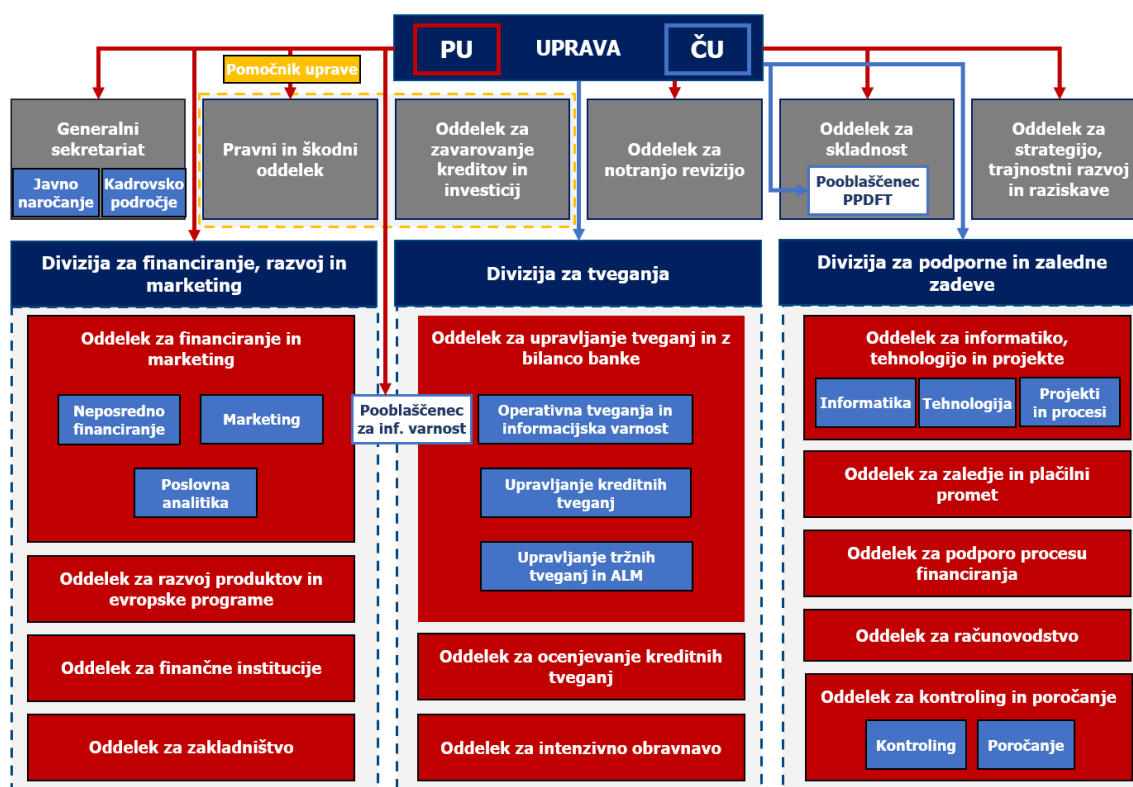 PU UPRAVA ČU
Pomočnik uprave
Generalni
sekretariat
Javno
naročanje
Kadrovsko
področje
Pravni in škodni
oddelek
Oddelek za
zavarovanje
kreditov in
investicij
Oddelek za
notranjo revizijo
Oddelek za
skladnost
Pooblaščenec
PPDFT
Oddelek za
strategijo,
trajnostni razvoj
in raziskave
Divizija za financiranje, razvoj in
marketing
Oddelek za financiranje in
marketing
Neposredno
financiranje
Marketing
Poslovna
analitika
Oddelek za razvoj produktov in
evropske programe
Oddelek za finančne institucije
Oddelek za zakladništvo
Pooblaščenec
za inf. varnost
Divizija za tveganja
Oddelek za upravljanje tveganj in z
bilanco banke
Operativna tveganja in
informacijska varnost
Upravljanje kreditnih
tveganj
Upravljanje tržnih
tveganj in ALM
Oddelek za ocenjevanje kreditnih
tveganj
Oddelek za intenzivno obravnavo
Divizija za podporne in zaledne
zadeve
Oddelek za informatiko,
tehnologijo in projekte
Informatika
Tehnologija
Projekti
in procesi
Oddelek za zaledje in plačilni
promet
Oddelek za podporo procesu
financiranja
Oddelek za računovodstvo
Oddelek za kontroling in poročanje
Kontroling
Poročanje